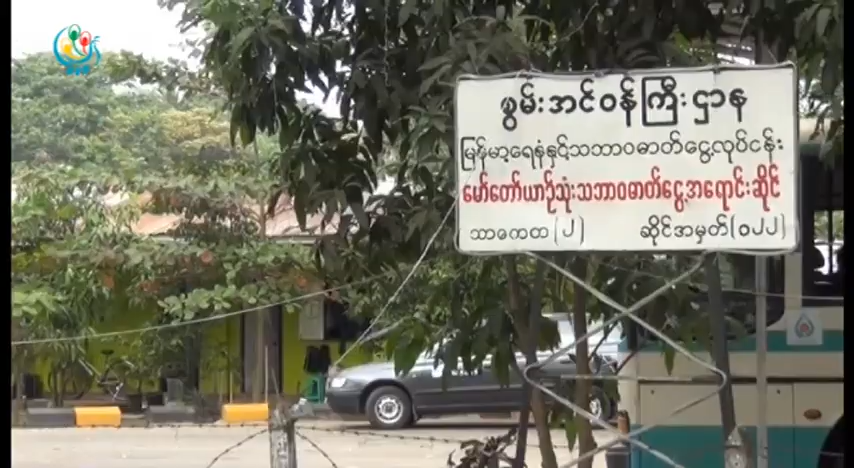 စွမ်းအင်ဝန်ကြီးဌာန
မြန်မာ့ရေနံနှင့်သဘာဝဓာတ်ငွေ့လုပ်ငန်း
မော်တော်ယာဉ်သုံးသဘာဝဓာတ်ငွေ့အရောင်းဆိုင်
သာကေတ (၂) ဆိုင်အမှတ်(၀၂၂)